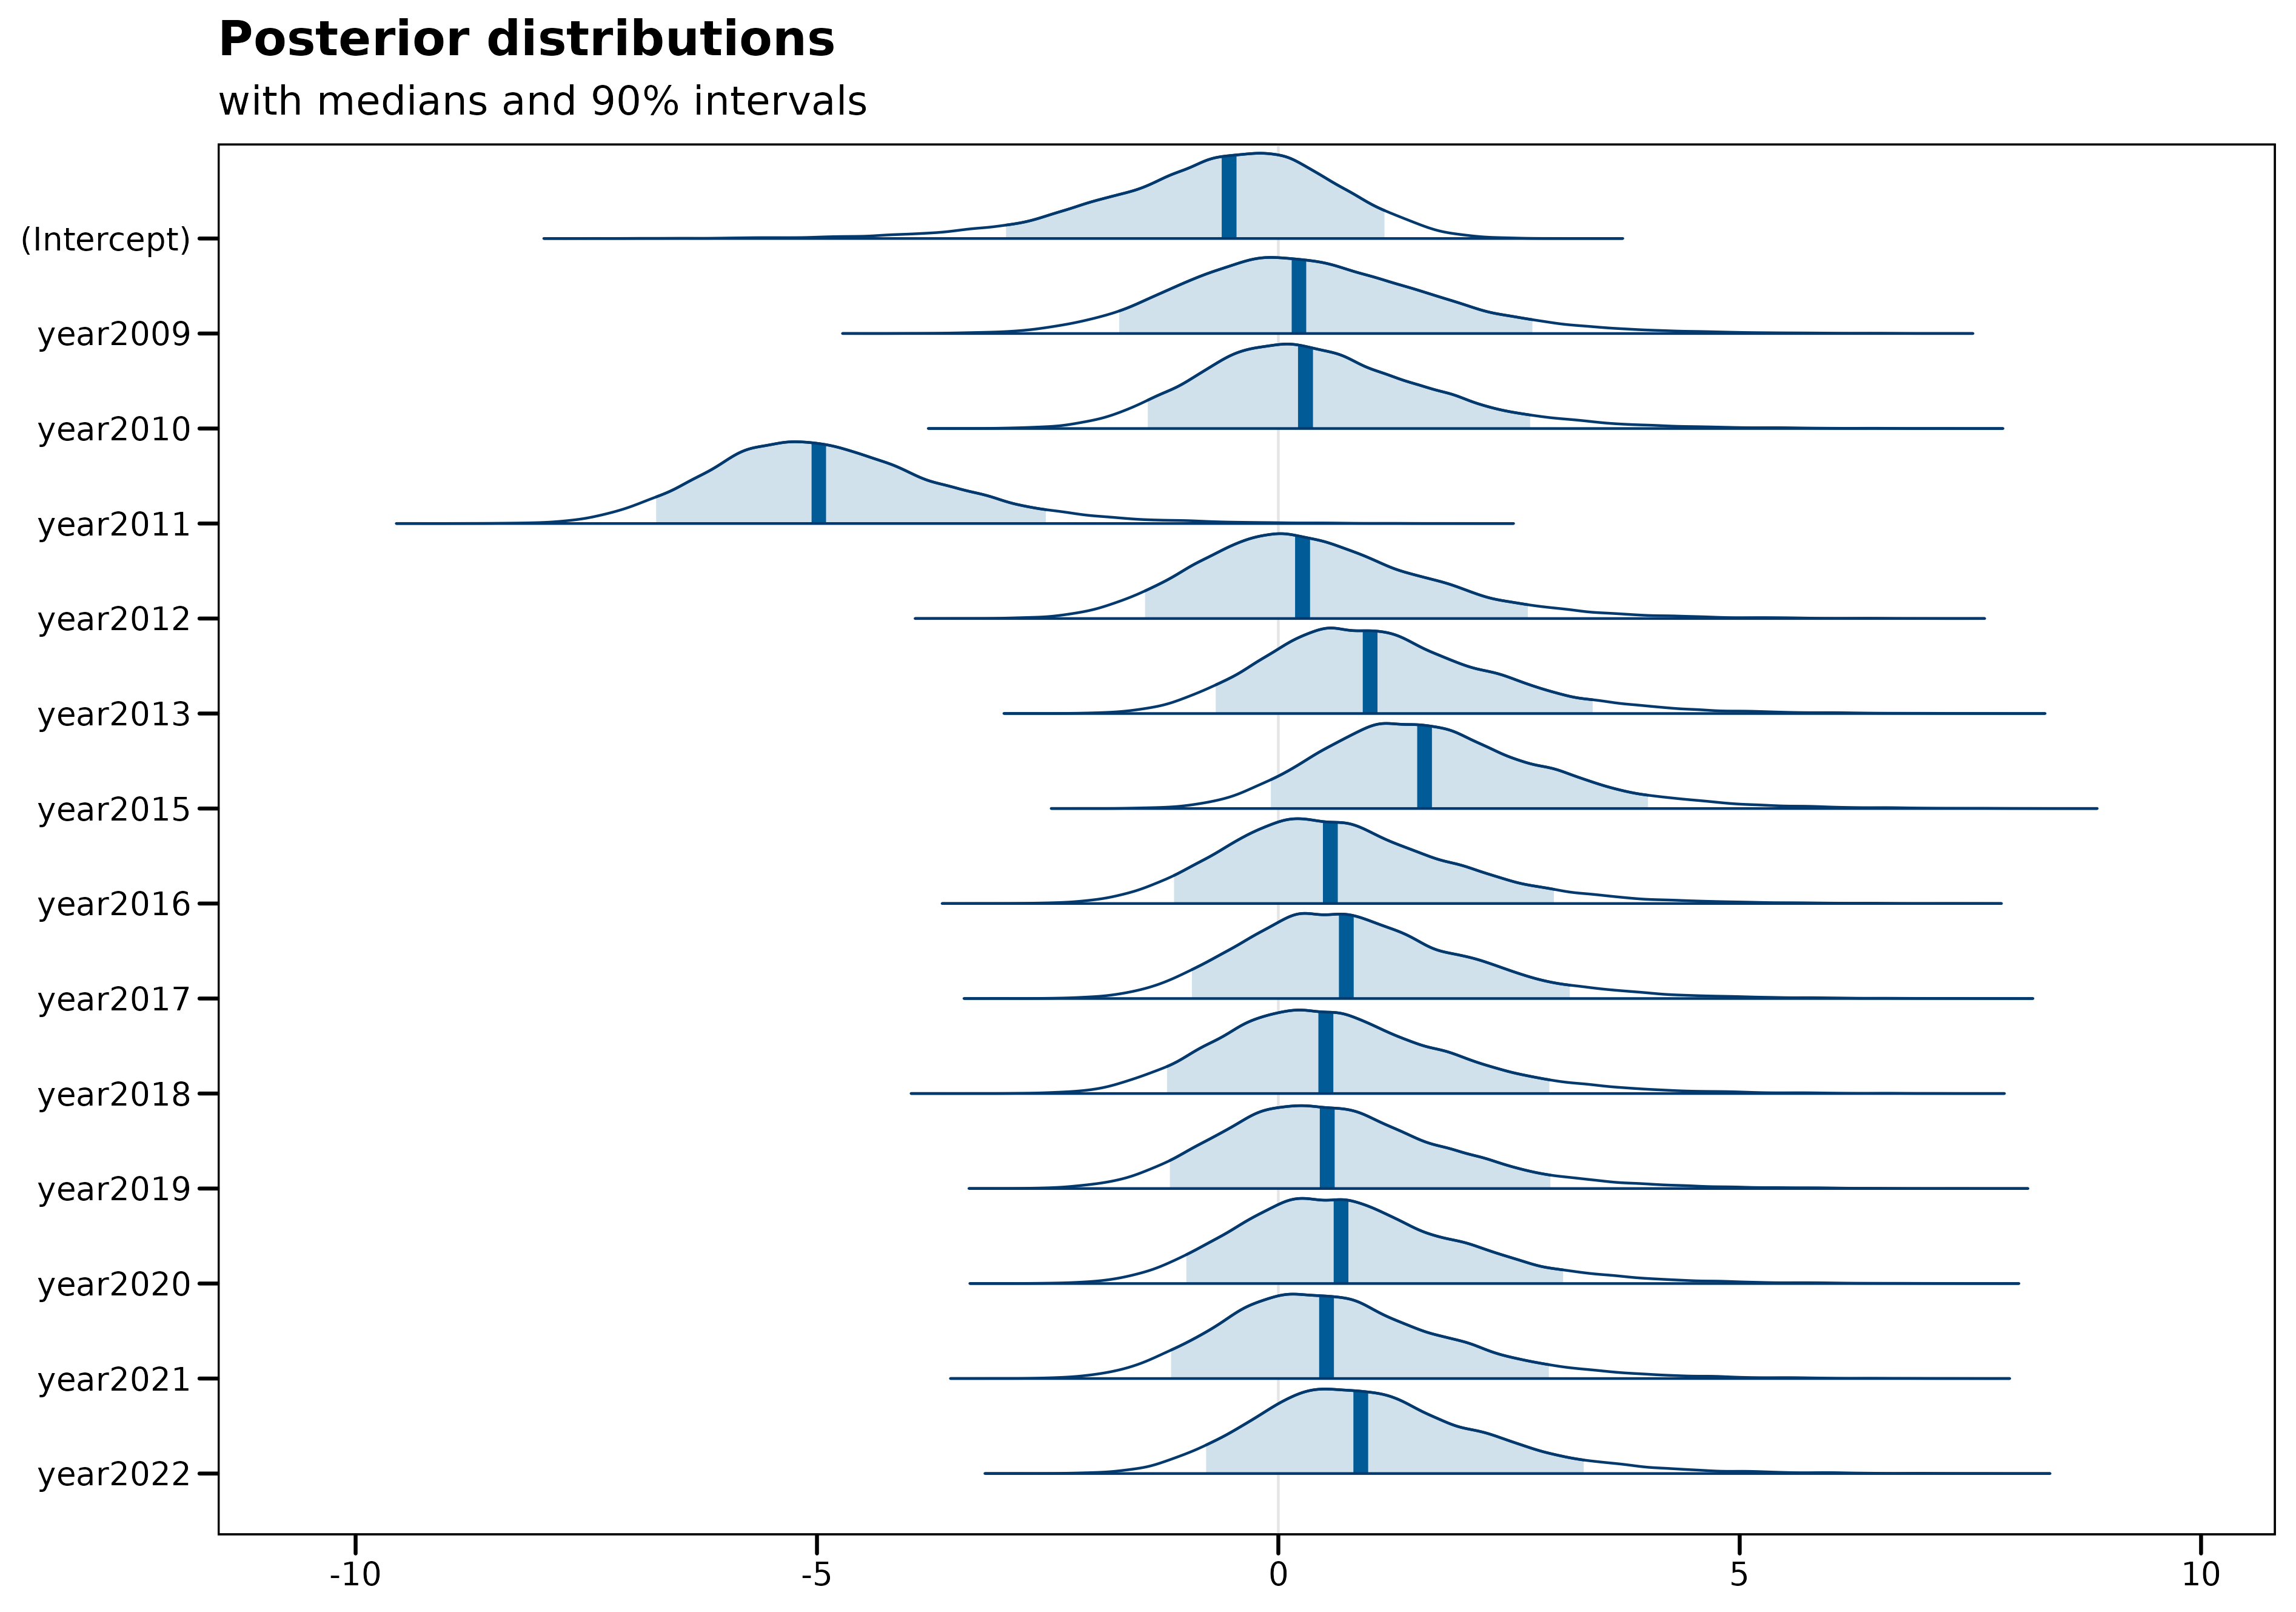 Posterior distributions
with medians and 90% intervals
(Intercept)
year2009
year2010
year2011
year2012
year2013
year2015
year2016
year2017
year2018
year2019
year2020
year2021
year2022
-10 -5 0 5 10